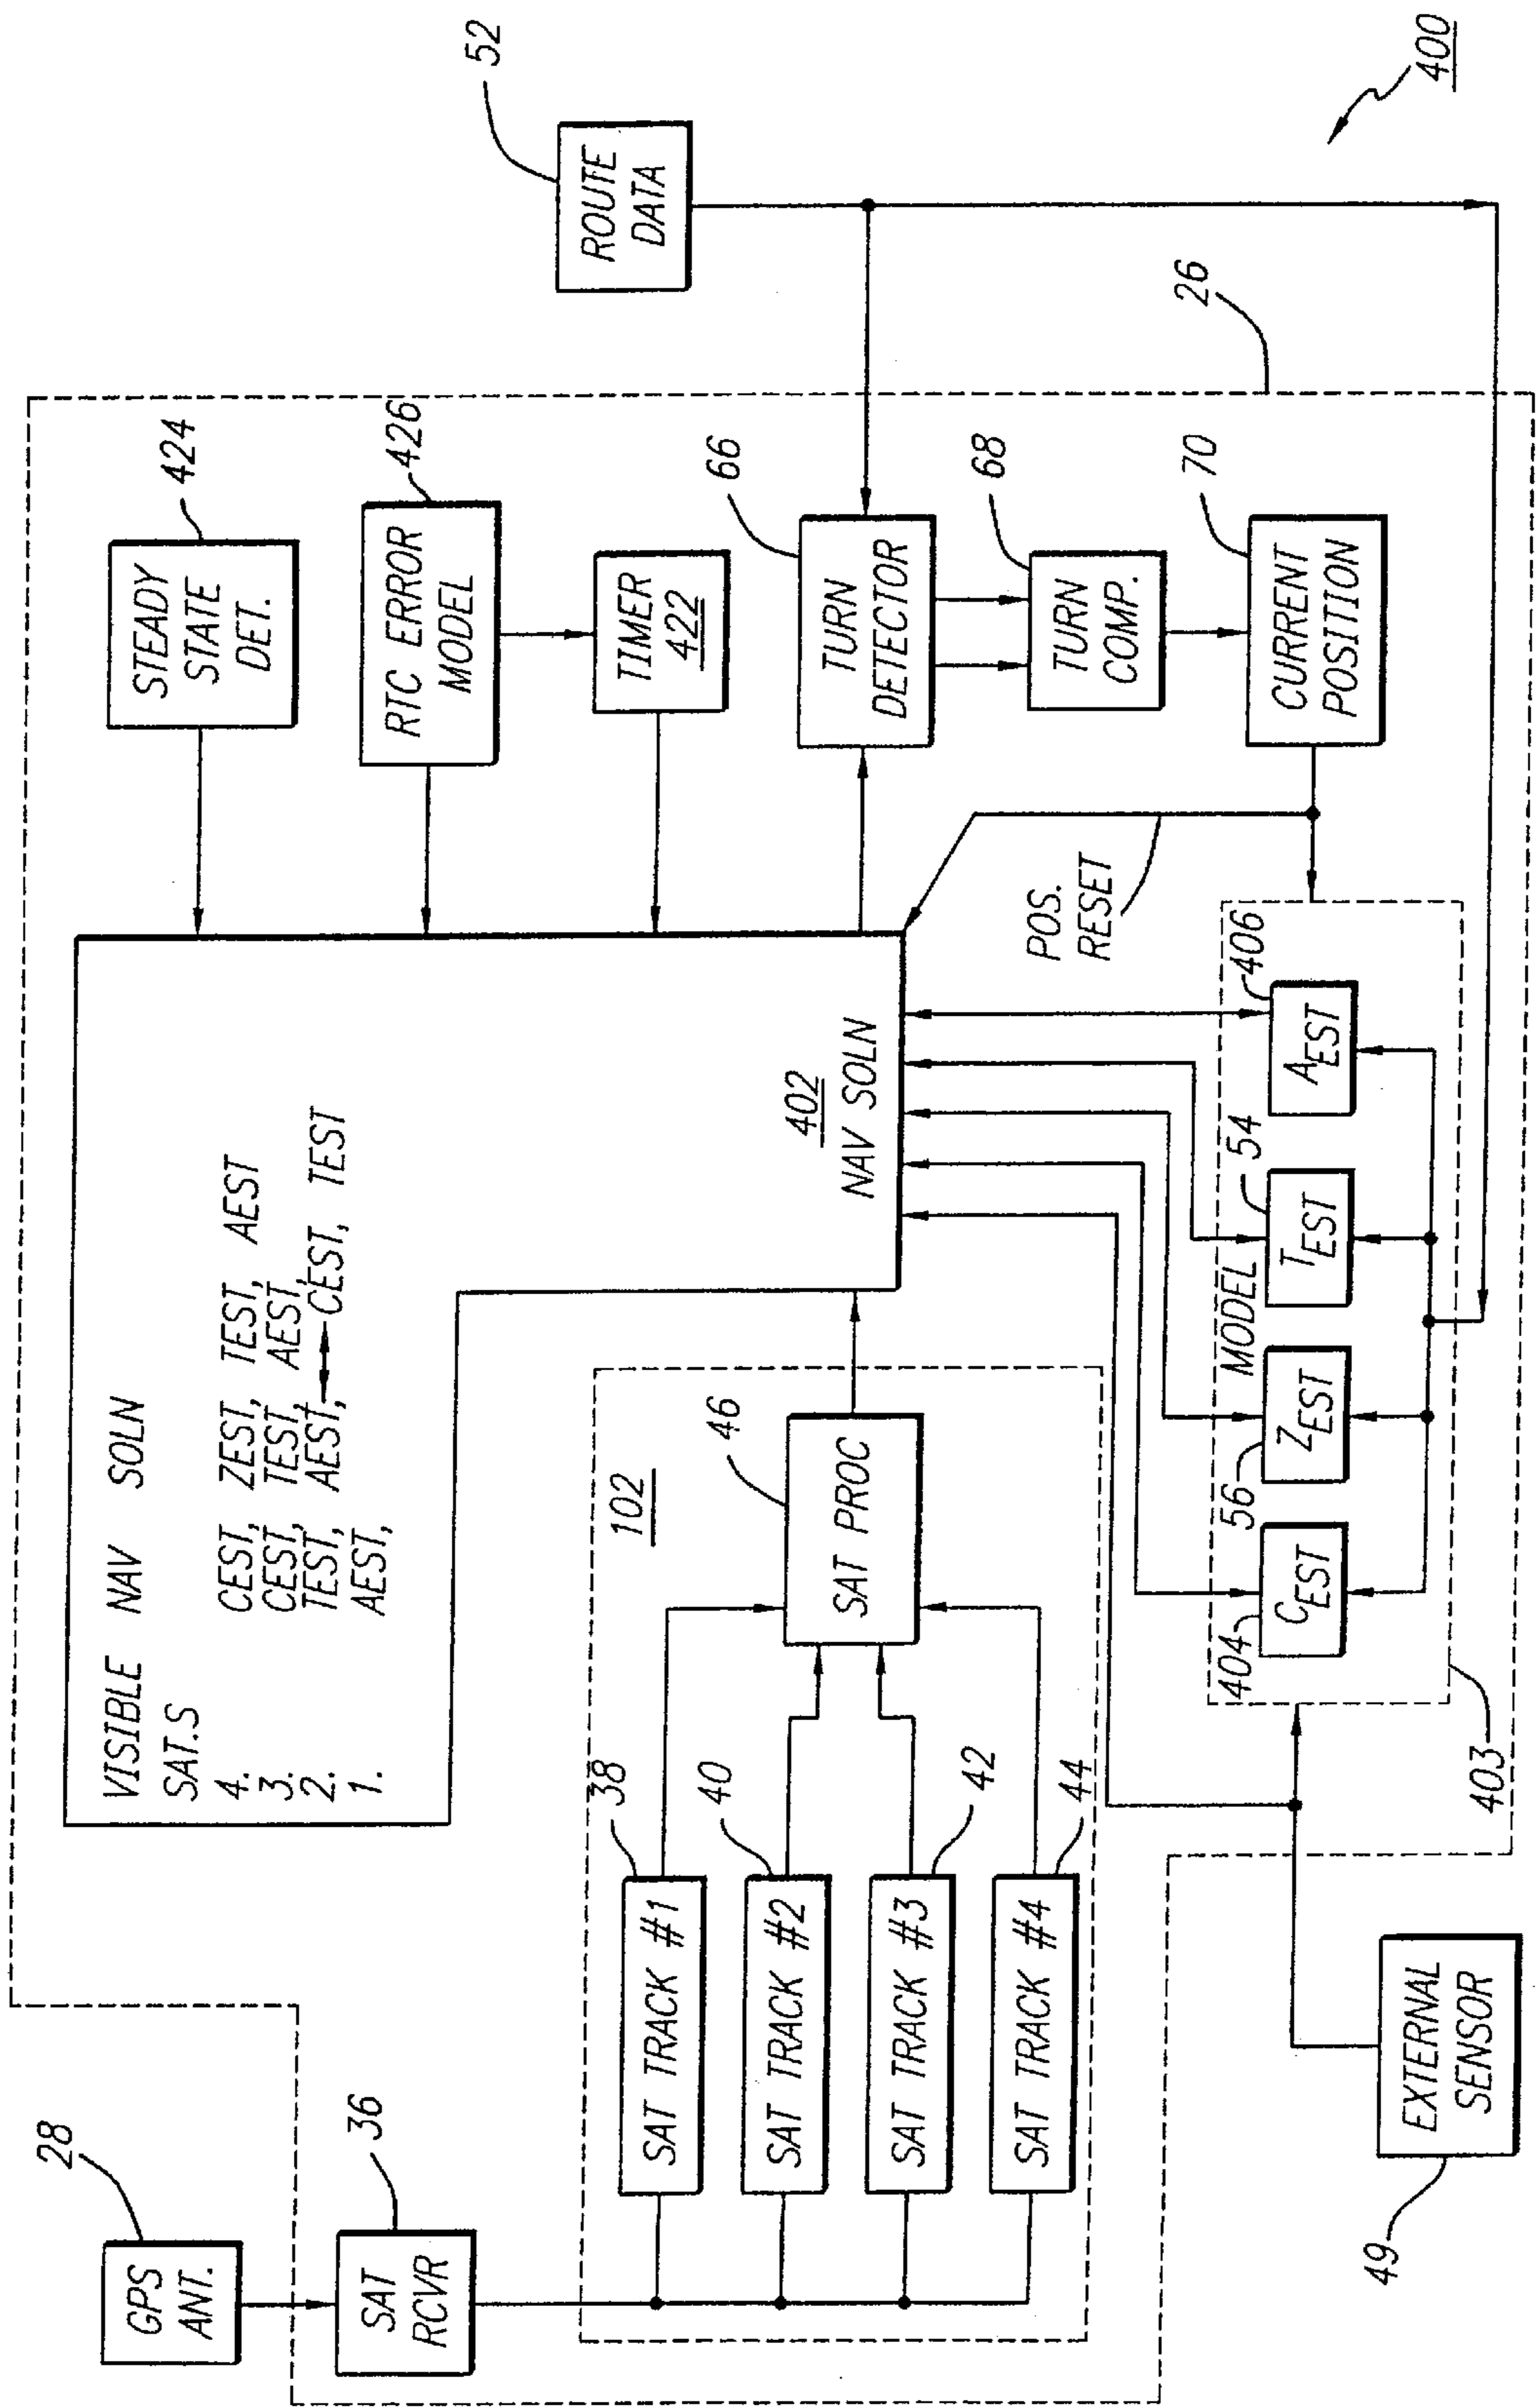 28
GPS
ANT.
36
SAT
RCVR
VISIBLE NAV SOLN
SAT.S
4. CEST, ZEST, TEST, AEST
3. CEST, TEST, AEST,
2. TEST, AEST, CEST, TEST
1. AEST,
402
NAV SOLN
102
38
SAT TRACK #1
40
SAT TRACK #2
42
SAT TRACK #3
44
SAT TRACK #4
46
SAT PROC
424
STEADY
STATE
DET.
426
RTC ERROR
MODEL
TIMER
422
66
TURN
DETECTOR
68
TURN
COMP.
70
CURRENT
POSITION
POS.
RESET
52
ROUTE
DATA
26
MODEL
404
CEST
56
ZEST
54
TEST
406
AEST
403
EXTERNAL
SENSOR
49
400